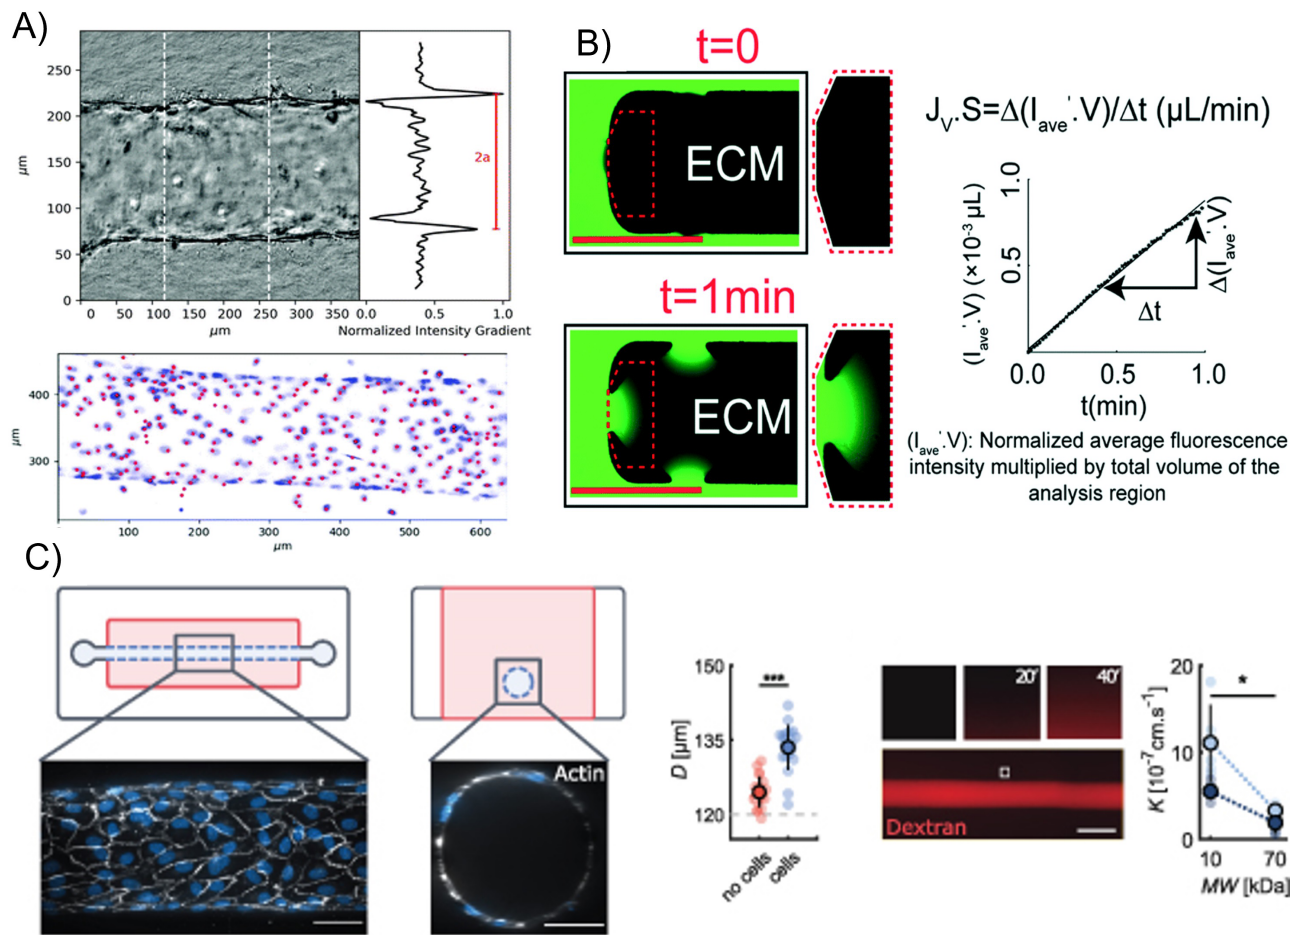 A)
250
200
150
100
50
0
µm
0 50 100 150 200 250 300 350
µm
2a
0.0 0.5 1.0
Normalized Intensity Gradient
400
300
µm
100 200 300 400 500 600
µm
B)
t=0
ECM
t=1min
ECM
J_V.S=Δ(I_ave'.V)/Δt (µL/min)
(I_ave'.V) (×10⁻³ µL)
1.0
0.5
Δt
Δ(I_ave'.V)
0.0 0.5 1.0
t(min)
(I_ave'.V): Normalized average fluorescence
intensity multiplied by total volume of the
analysis region
C)
Actin
D [µm]
150
135
120
***
no cells
cells
20'
40'
Dextran
K [10⁻⁷cm.s⁻¹]
20
10
0
*
10 70
MW [kDa]